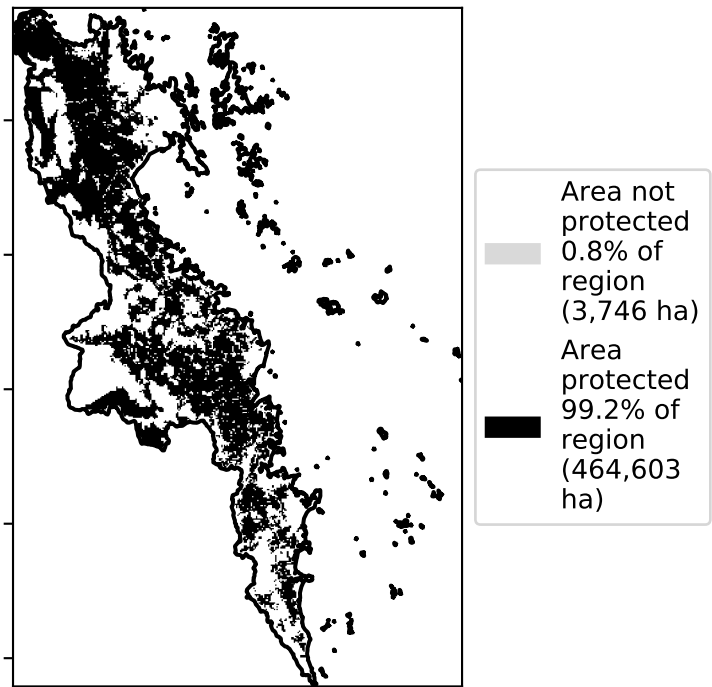 Area not
protected
0.8% of
region
(3,746 ha)
Area
protected
99.2% of
region
(464,603
ha)